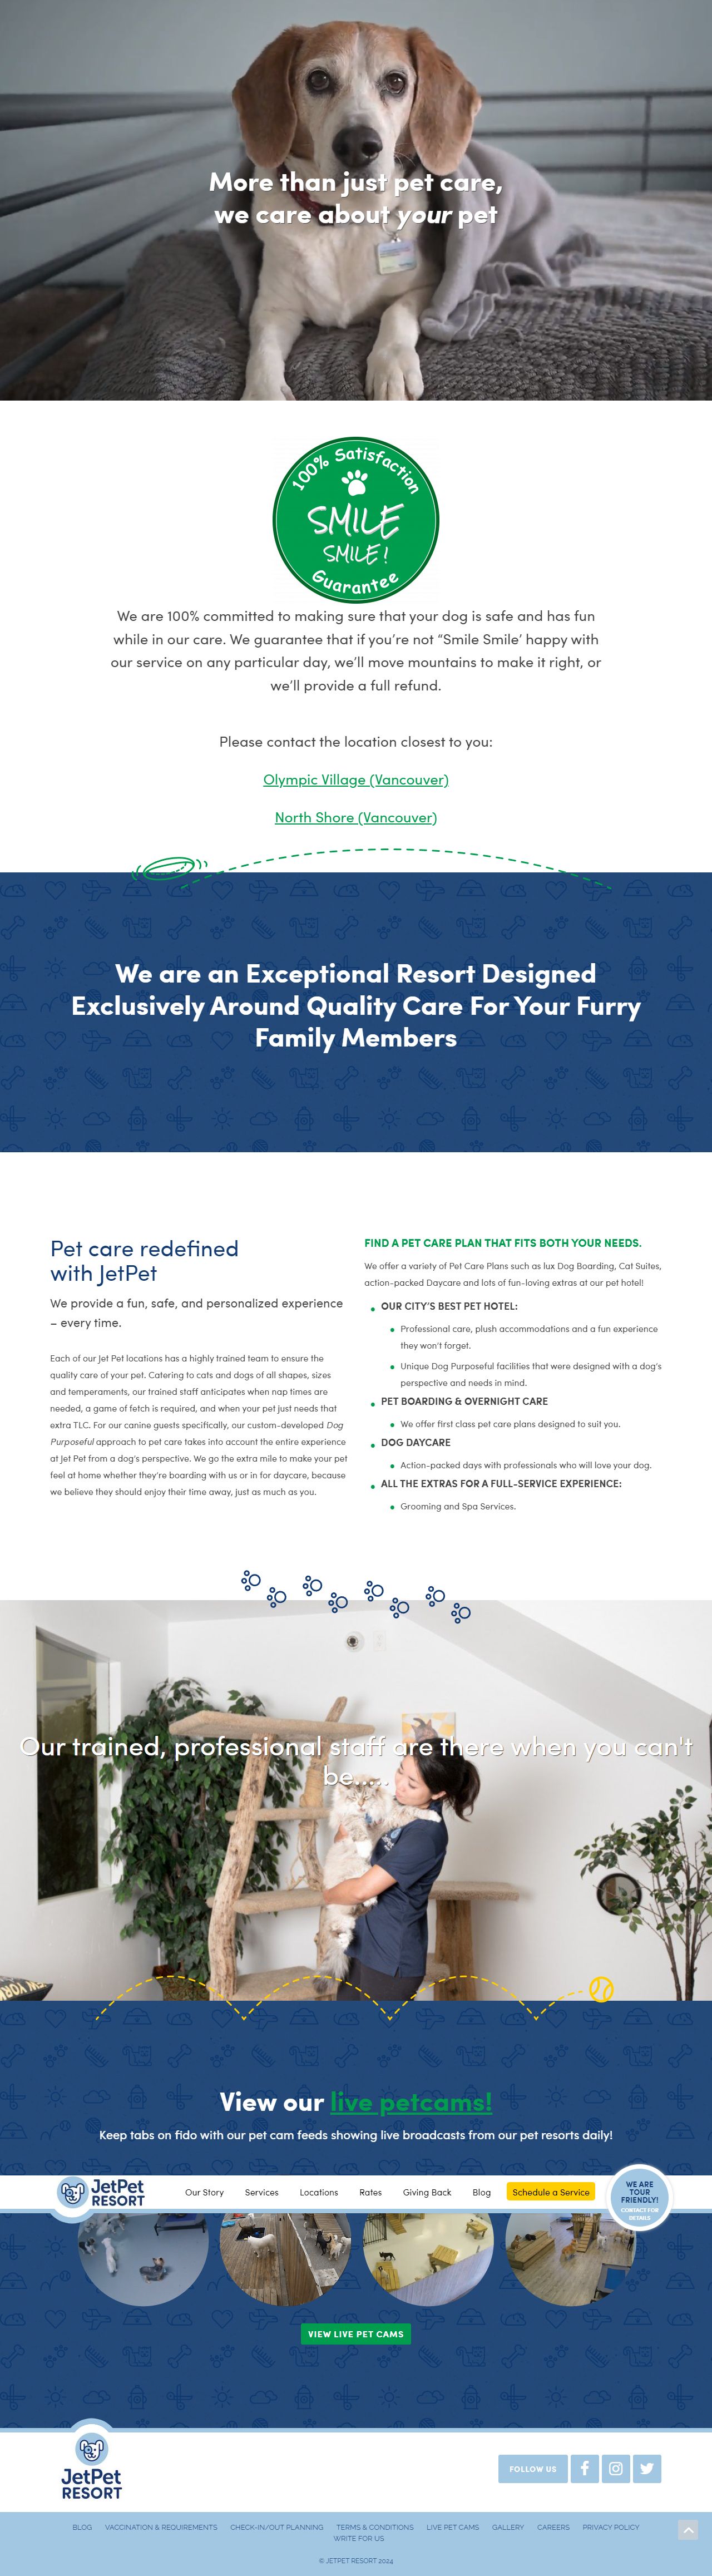 More than just pet care,
we care about your pet
100% Satisfaction
SMILE
SMILE!
Guarantee
We are 100% committed to making sure that your dog is safe and has fun
while in our care. We guarantee that if you're not “Smile Smile’ happy with
our service on any particular day, we'll move mountains to make it right, or
we'll provide a full refund.
Please contact the location closest to you:
Olympic Village (Vancouver)
North Shore (Vancouver)
We are an Exceptional Resort Designed
Exclusively Around Quality Care For Your Furry
Family Members
Pet care redefined
with JetPet
We provide a fun, safe, and personalized experience
– every time.
Each of our Jet Pet locations has a highly trained team to ensure the
quality care of your pet. Catering to cats and dogs of all shapes, sizes
and temperaments, our trained staff anticipates when nap times are
needed, a game of fetch is required, and when your pet just needs that
extra TLC. For our canine guests specifically, our custom-developed Dog
Purposeful approach to pet care takes into account the entire experience
at Jet Pet from a dog's perspective. We go the extra mile to make your pet
feel at home whether they're boarding with us or in for daycare, because
we believe they should enjoy their time away, just as much as you.
FIND A PET CARE PLAN THAT FITS BOTH YOUR NEEDS.
We offer a variety of Pet Care Plans such as lux Dog Boarding, Cat Suites,
action-packed Daycare and lots of fun-loving extras at our pet hotel!
OUR CITY'S BEST PET HOTEL:
Professional care, plush accommodations and a fun experience
they won't forget.
Unique Dog Purposeful facilities that were designed with a dog's
perspective and needs in mind.
PET BOARDING & OVERNIGHT CARE
We offer first class pet care plans designed to suit you.
DOG DAYCARE
Action-packed days with professionals who will love your dog.
ALL THE EXTRAS FOR A FULL-SERVICE EXPERIENCE:
Grooming and Spa Services.
Our trained, professional staff are there when you can't
be.....
View our live petcams!
Keep tabs on fido with our pet cam feeds showing live broadcasts from our pet resorts daily!
JetPet
RESORT
Our Story
Services
Locations
Rates
Giving Back
Blog
Schedule a Service
WE ARE
TOUR
FRIENDLY!
CONTACT FOR
DETAILS
VIEW LIVE PET CAMS
JetPet
RESORT
FOLLOW US
BLOG VACCINATION & REQUIREMENTS CHECK-IN/OUT PLANNING TERMS & CONDITIONS LIVE PET CAMS GALLERY CAREERS PRIVACY POLICY
WRITE FOR US
© JETPET RESORT 2024